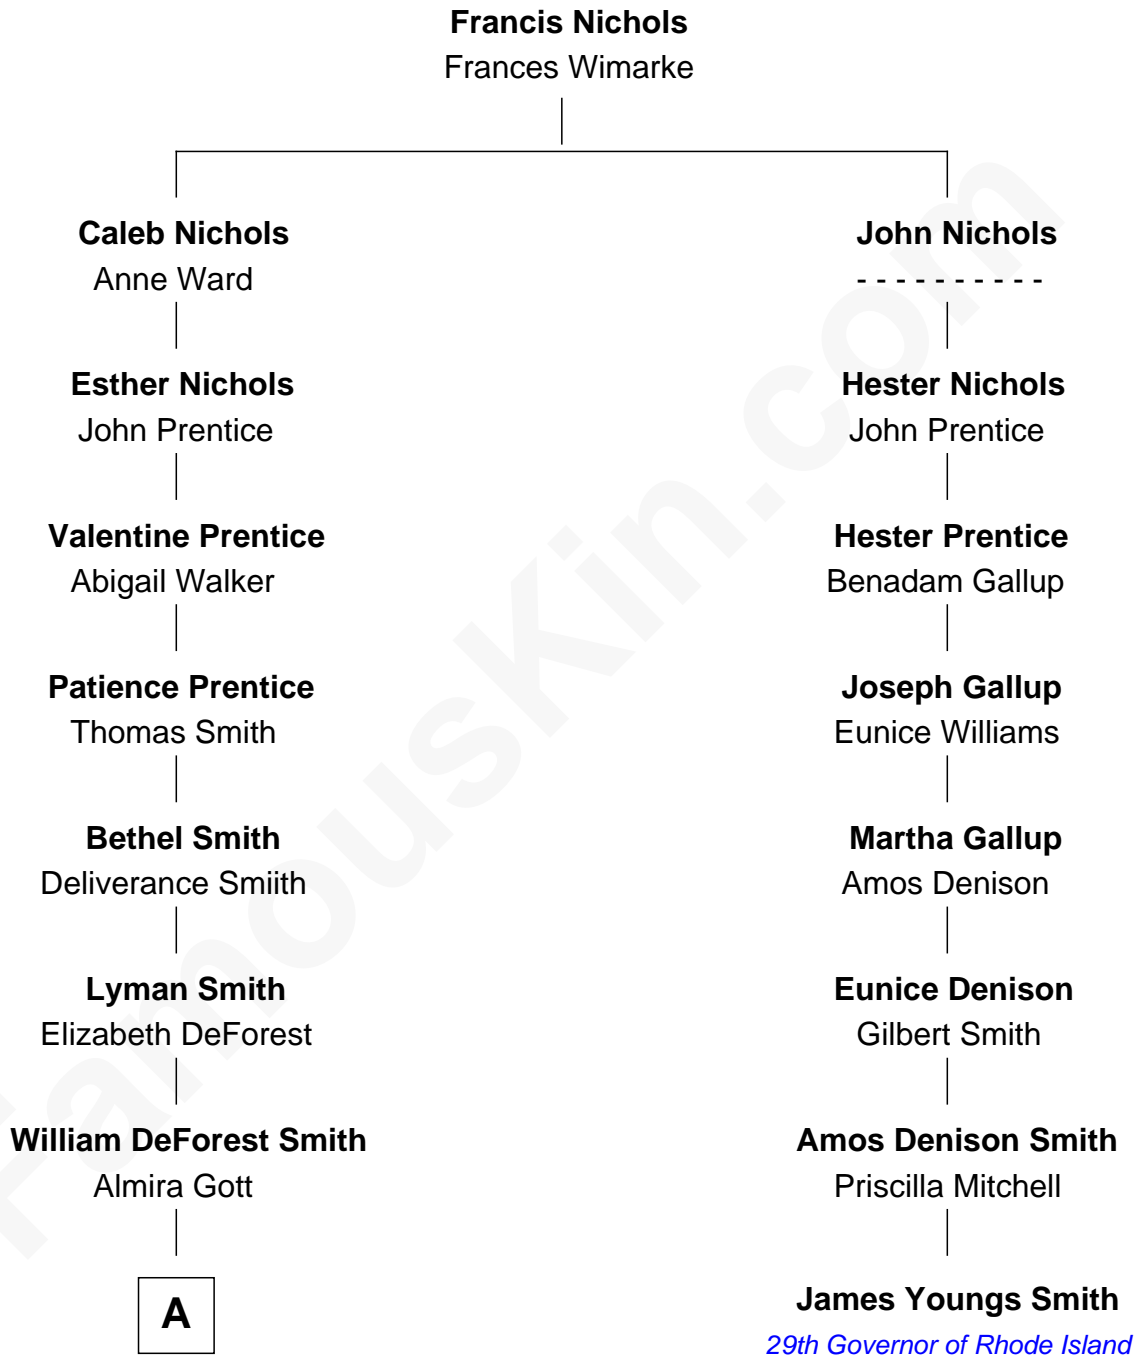 Francis Nichols
Frances Wimarke
Caleb Nichols
Anne Ward
John Nichols
- - - - - - - - - -
Esther Nichols
John Prentice
Hester Nichols
John Prentice
Valentine Prentice
Abigail Walker
Hester Prentice
Benadam Gallup
Patience Prentice
Thomas Smith
Joseph Gallup
Eunice Williams
Bethel Smith
Deliverance Smiith
Martha Gallup
Amos Denison
Lyman Smith
Elizabeth DeForest
Eunice Denison
Gilbert Smith
William DeForest Smith
Almira Gott
Amos Denison Smith
Priscilla Mitchell
A
James Youngs Smith
29th Governor of Rhode Island
FamousKin.com